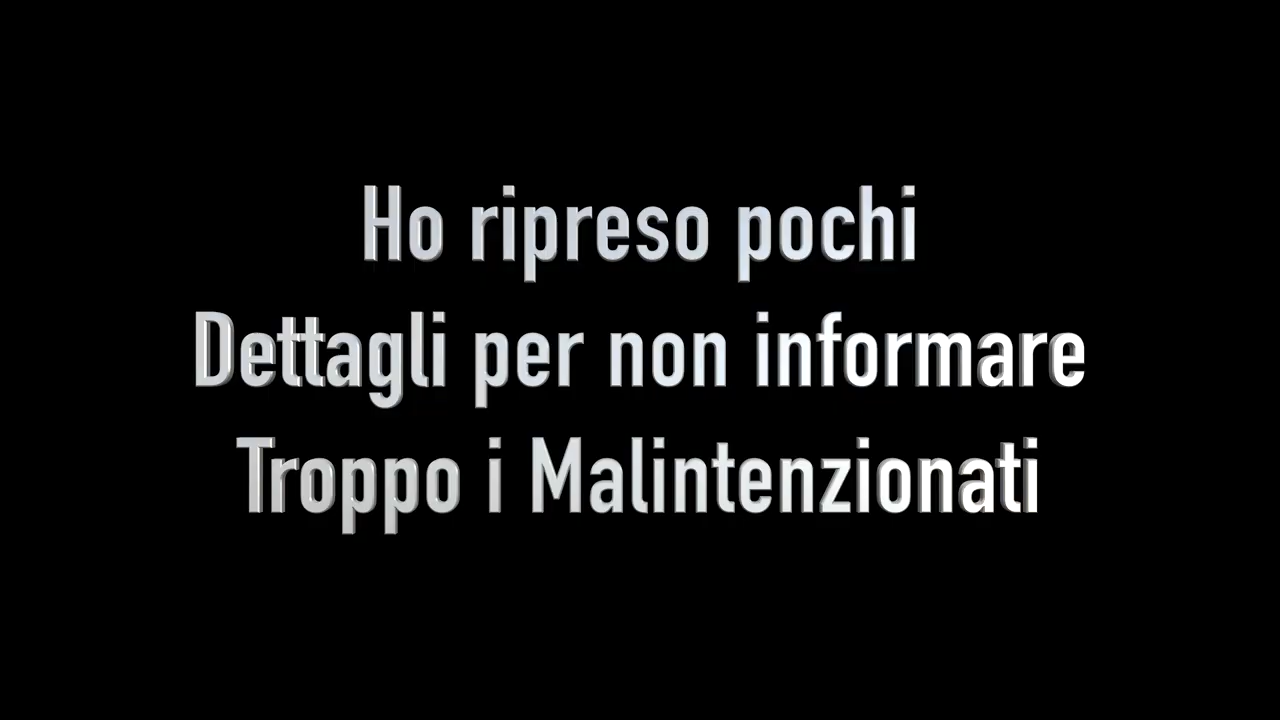 Ho ripreso pochi
Dettagli per non informare
Troppo i Malintenzionati